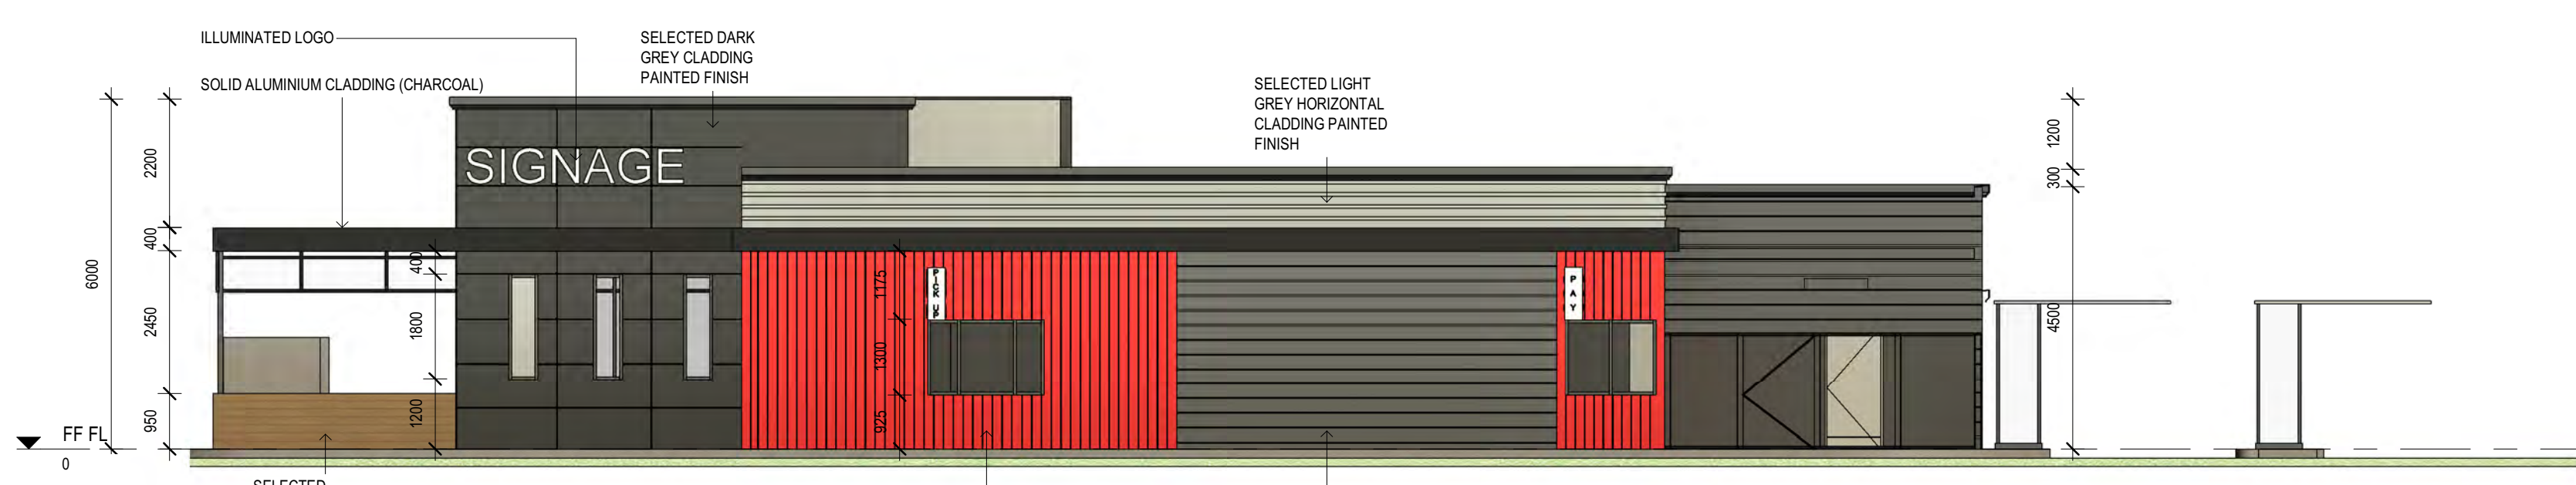 ILLUMINATED LOGO
SOLID ALUMINIUM CLADDING (CHARCOAL)
SELECTED DARK
GREY CLADDING
PAINTED FINISH
SELECTED LIGHT
GREY HORIZONTAL
CLADDING PAINTED
FINISH
SIGNAGE
6000
2200
400
2450
950
400
1800
1200
1175
1300
925
PICK UP
PAY
1200
300
4500
FF FL
0
SELECTED